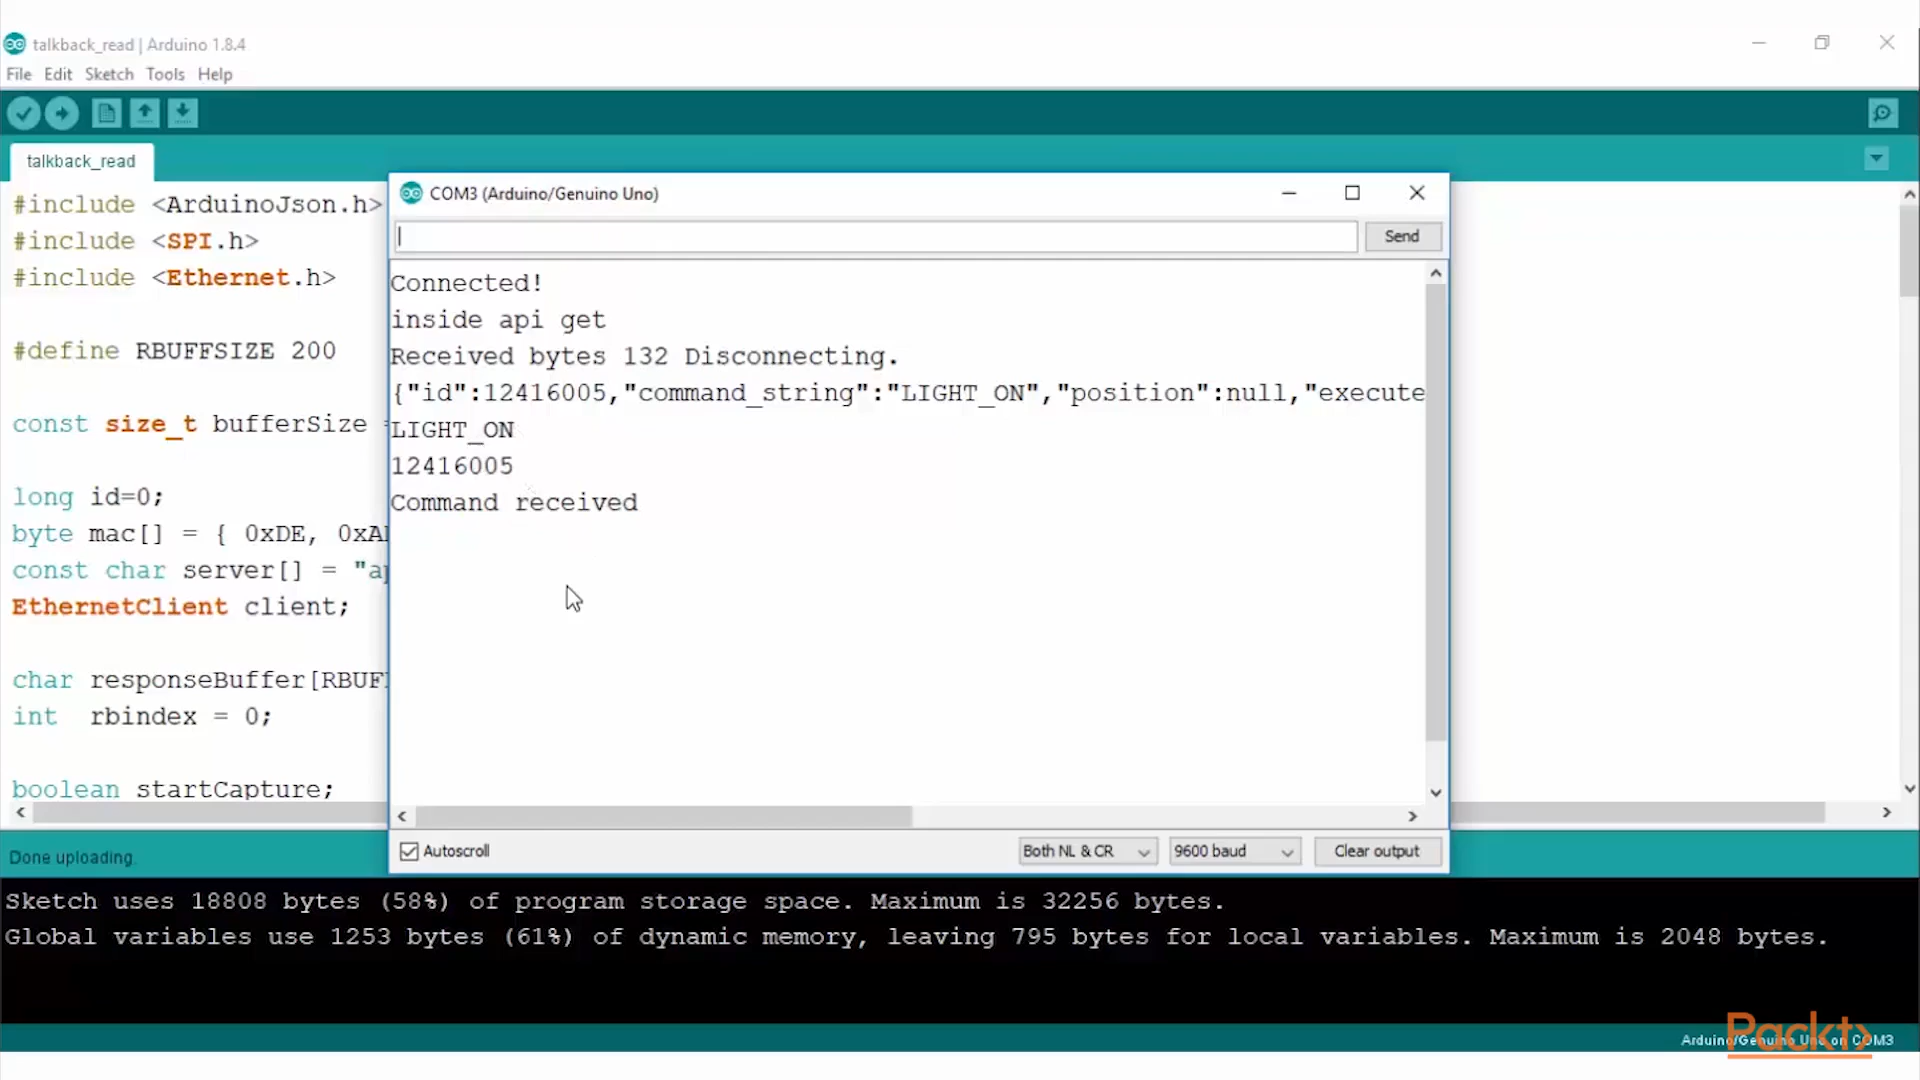 talkback_read | Arduino 1.8.4
File Edit Sketch Tools Help
talkback_read
#include <ArduinoJson.h>
#include <SPI.h>
#include <Ethernet.h>
#define RBUFFSIZE 200
const size_t bufferSize
long id=0;
byte mac[] = { 0xDE,
const char server[] =
EthernetClient client;
char responseBuffer[
int rbindex = 0;
boolean startCapture;
COM3 (Arduino/Genuino Uno)
Send
Connected!
inside api get
Received bytes 132 Disconnecting.
{"id":12416005,"command_string":"LIGHT_ON","position":null,"execute
LIGHT_ON
12416005
Command received
Autoscroll
Both NL & CR
9600 baud
Clear output
Done uploading.
Sketch uses 18808 bytes (58%) of program storage space. Maximum is 32256 bytes.
Global variables use 1253 bytes (61%) of dynamic memory, leaving 795 bytes for local variables. Maximum is 2048 bytes.
Arduino/Genuino Uno on COM3
Packt>